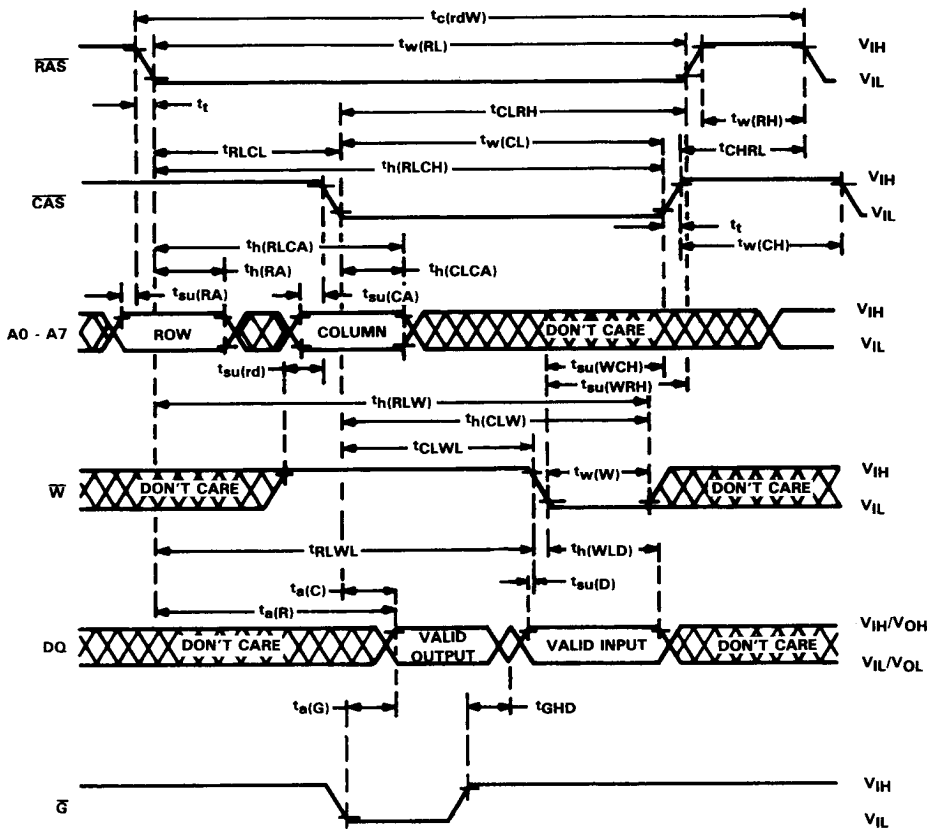 tc(rdW)
tw(RL)
VIH
RAS
VIL
tt
tCLRH
tw(RH)
tRLCL
tw(CL)
tCHRL
th(RLCH)
VIH
CAS
VIL
tt
th(RLCA)
tw(CH)
th(RA)
th(CLCA)
tsu(RA)
tsu(CA)
VIH
A0 - A7
ROW
COLUMN
DON'T CARE
VIL
tsu(rd)
tsu(WCH)
tsu(WRH)
th(RLW)
th(CLW)
tCLWL
VIH
W
DON'T CARE
tw(W)
DON'T CARE
VIL
tRLWL
th(WLD)
ta(C)
tsu(D)
ta(R)
VIH/VOH
DQ
DON'T CARE
VALID
OUTPUT
VALID INPUT
DON'T CARE
VIL/VOL
ta(G)
tGHD
VIH
G
VIL